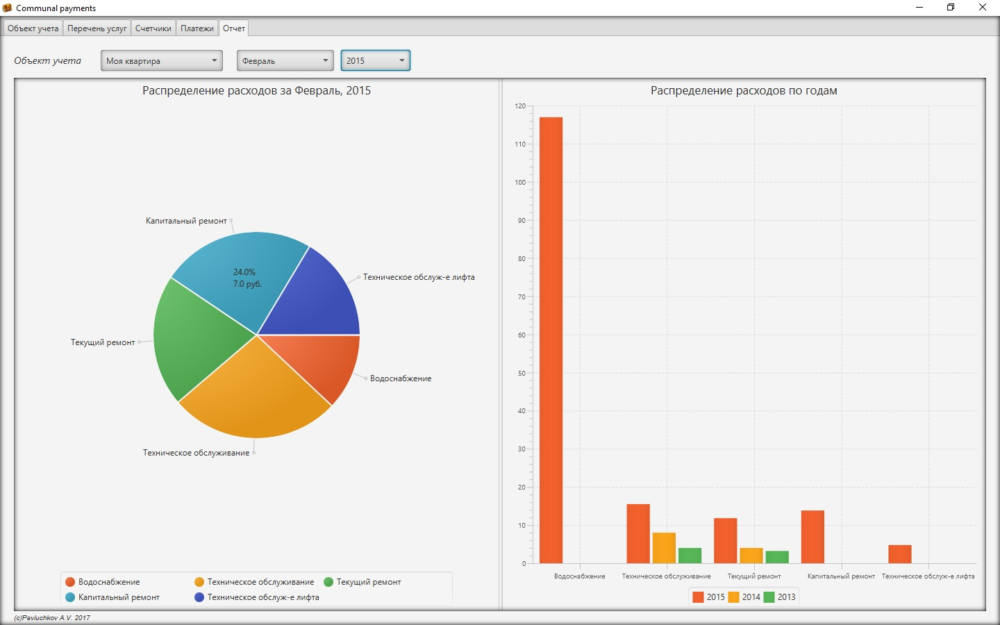 Communal payments
Объект учета Перечень услуг Счетчики Платежи Отчет
Объект учета Моя квартира Февраль 2015
Распределение расходов за Февраль, 2015
Капитальный ремонт
24.0%
7.0 руб.
Техническое обслуж-е лифта
Текущий ремонт
Водоснабжение
Техническое обслуживание
Водоснабжение Техническое обслуживание Текущий ремонт
Капитальный ремонт Техническое обслуж-е лифта
Распределение расходов по годам
120
110
100
90
80
70
60
50
40
30
20
10
0
Водоснабжение Техническое обслуживание Текущий ремонт Капитальный ремонт Техническое обслуж-е лифта
2015 2014 2013
(c)Pavluchkov A.V. 2017